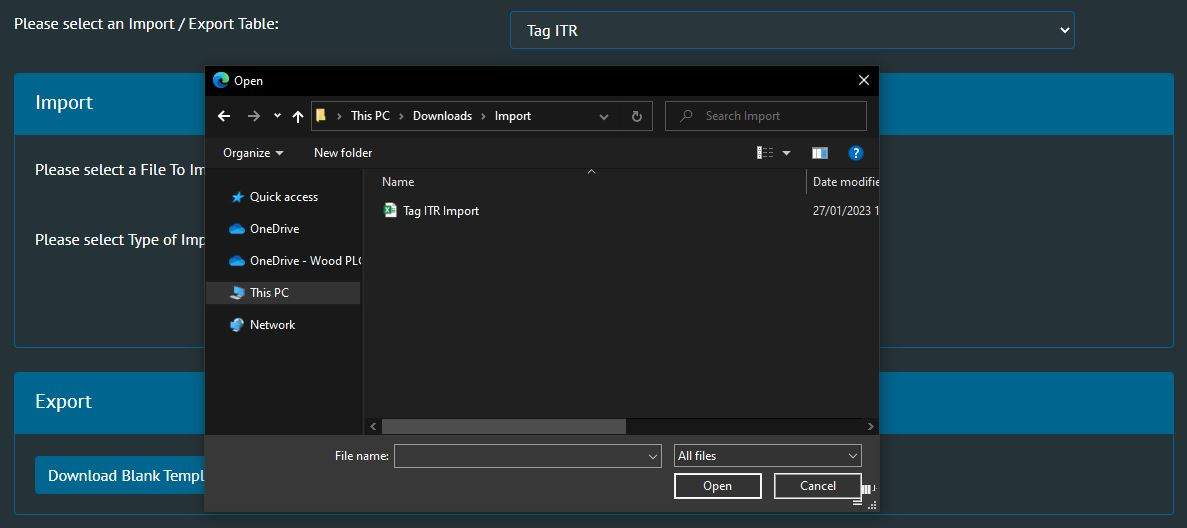 Please select an Import / Export Table:
Tag ITR
Open
Import
This PC
Downloads
Import
Search Import
Organize
New folder
Please select a File To Im
Name
Date modifie
Quick access
Tag ITR Import
27/01/2023 1
OneDrive
Please select Type of Imp
OneDrive - Wood PL
This PC
Network
Export
File name:
All files
Download Blank Templ
Open
Cancel